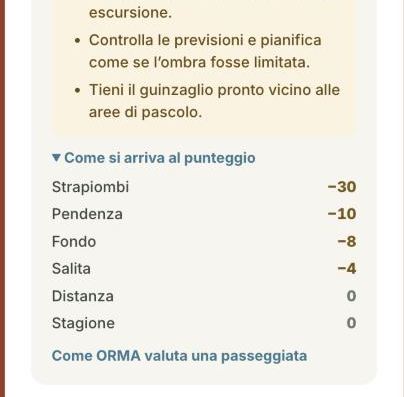 escursione.
• Controlla le previsioni e pianifica
come se l’ombra fosse limitata.
• Tieni il guinzaglio pronto vicino alle
aree di pascolo.
▼ Come si arriva al punteggio
Strapiombi −30
Pendenza −10
Fondo −8
Salita −4
Distanza 0
Stagione 0
Come ORMA valuta una passeggiata